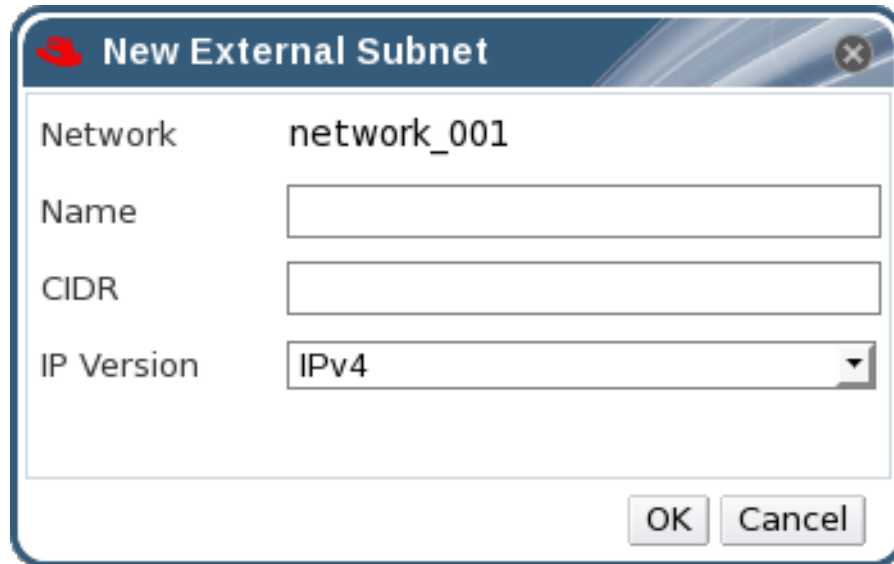 New External Subnet
Network network_001
Name
CIDR
IP Version IPv4
OK Cancel